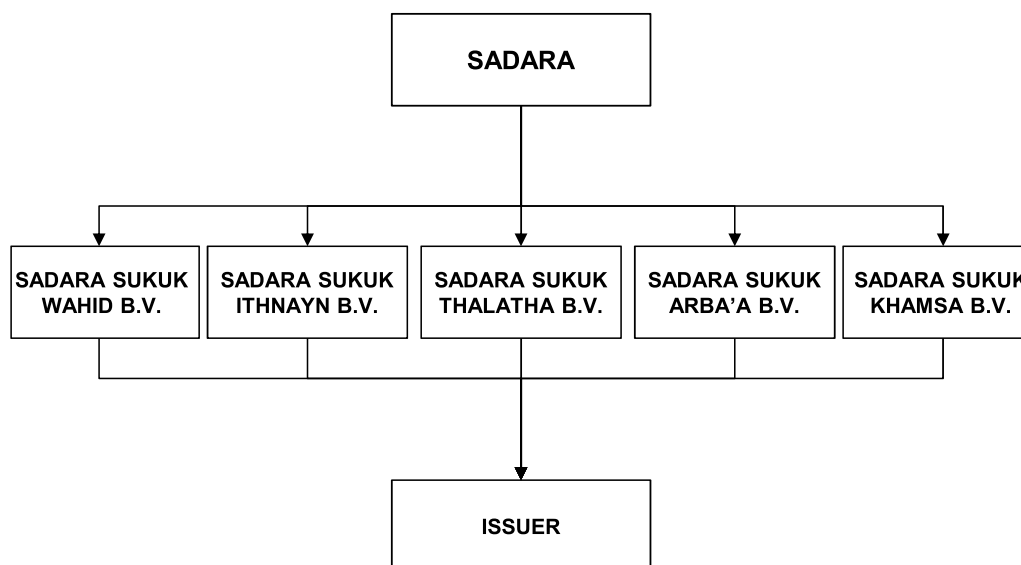 SADARA
SADARA SUKUK
WAHID B.V.
SADARA SUKUK
ITHNAYN B.V.
SADARA SUKUK
THALATHA B.V.
SADARA SUKUK
ARBA’A B.V.
SADARA SUKUK
KHAMSA B.V.
ISSUER